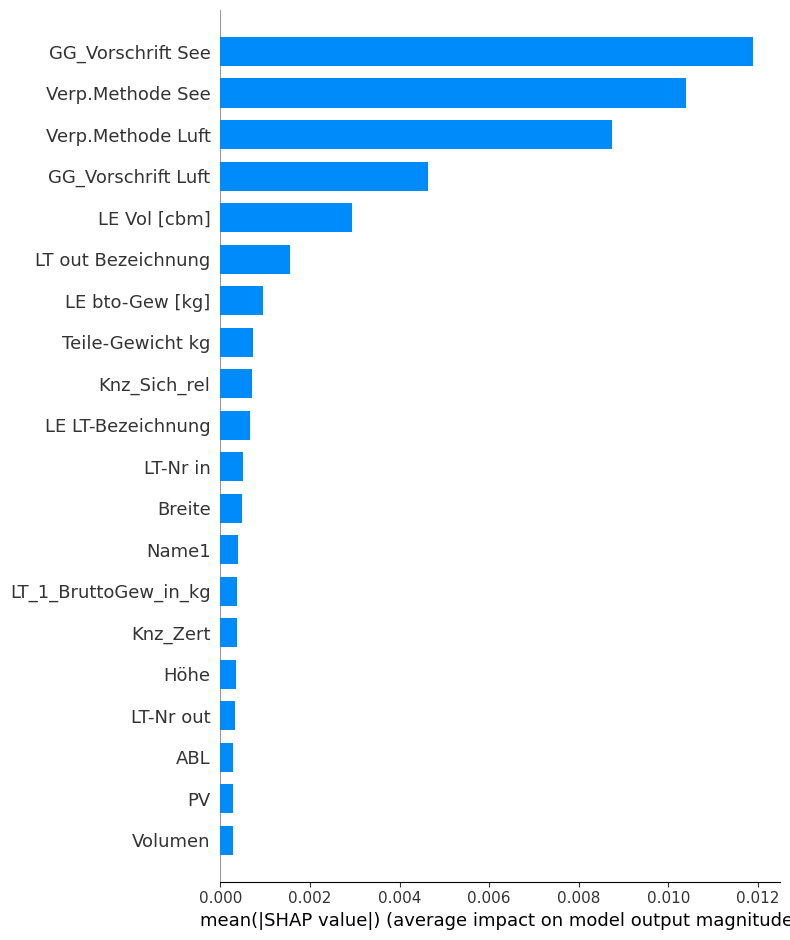 GG_Vorschrift See
Verp.Methode See
Verp.Methode Luft
GG_Vorschrift Luft
LE Vol [cbm]
LT out Bezeichnung
LE bto-Gew [kg]
Teile-Gewicht kg
Knz_Sich_rel
LE LT-Bezeichnung
LT-Nr in
Breite
Name1
LT_1_BruttoGew_in_kg
Knz_Zert
Höhe
LT-Nr out
ABL
PV
Volumen
0.000 0.002 0.004 0.006 0.008 0.010 0.012
mean(|SHAP value|) (average impact on model output magnitude